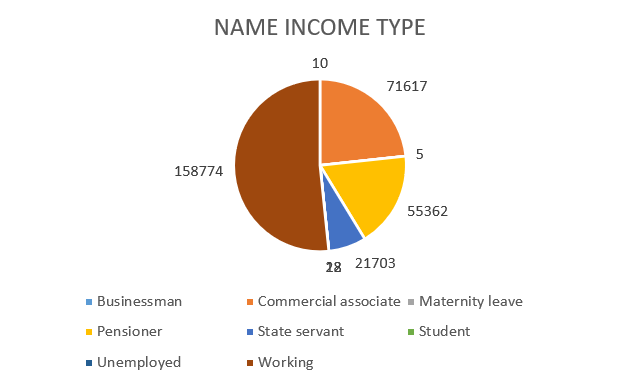 NAME INCOME TYPE
10
71617
5
158774
55362
21703
Businessman Commercial associate Maternity leave
Pensioner State servant Student
Unemployed Working